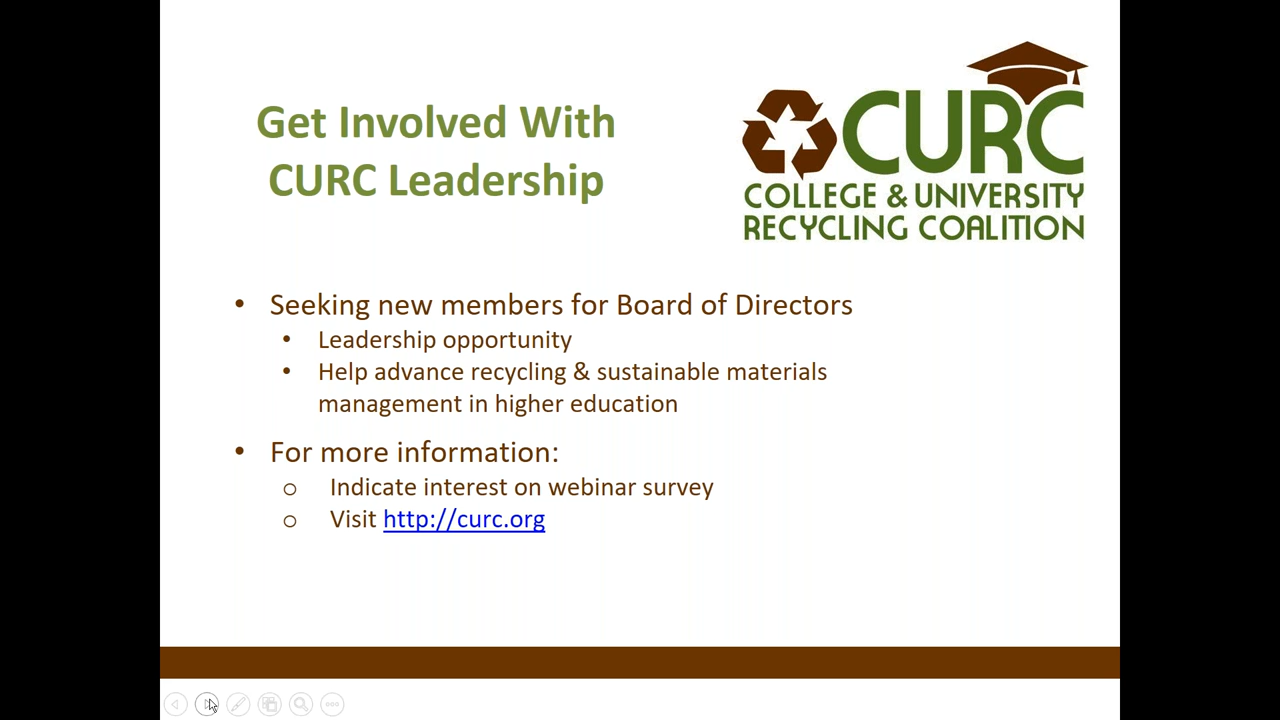 Get Involved With
CURC Leadership
CURC
COLLEGE & UNIVERSITY
RECYCLING COALITION
• Seeking new members for Board of Directors
• Leadership opportunity
• Help advance recycling & sustainable materials
management in higher education
• For more information:
o Indicate interest on webinar survey
o Visit http://curc.org